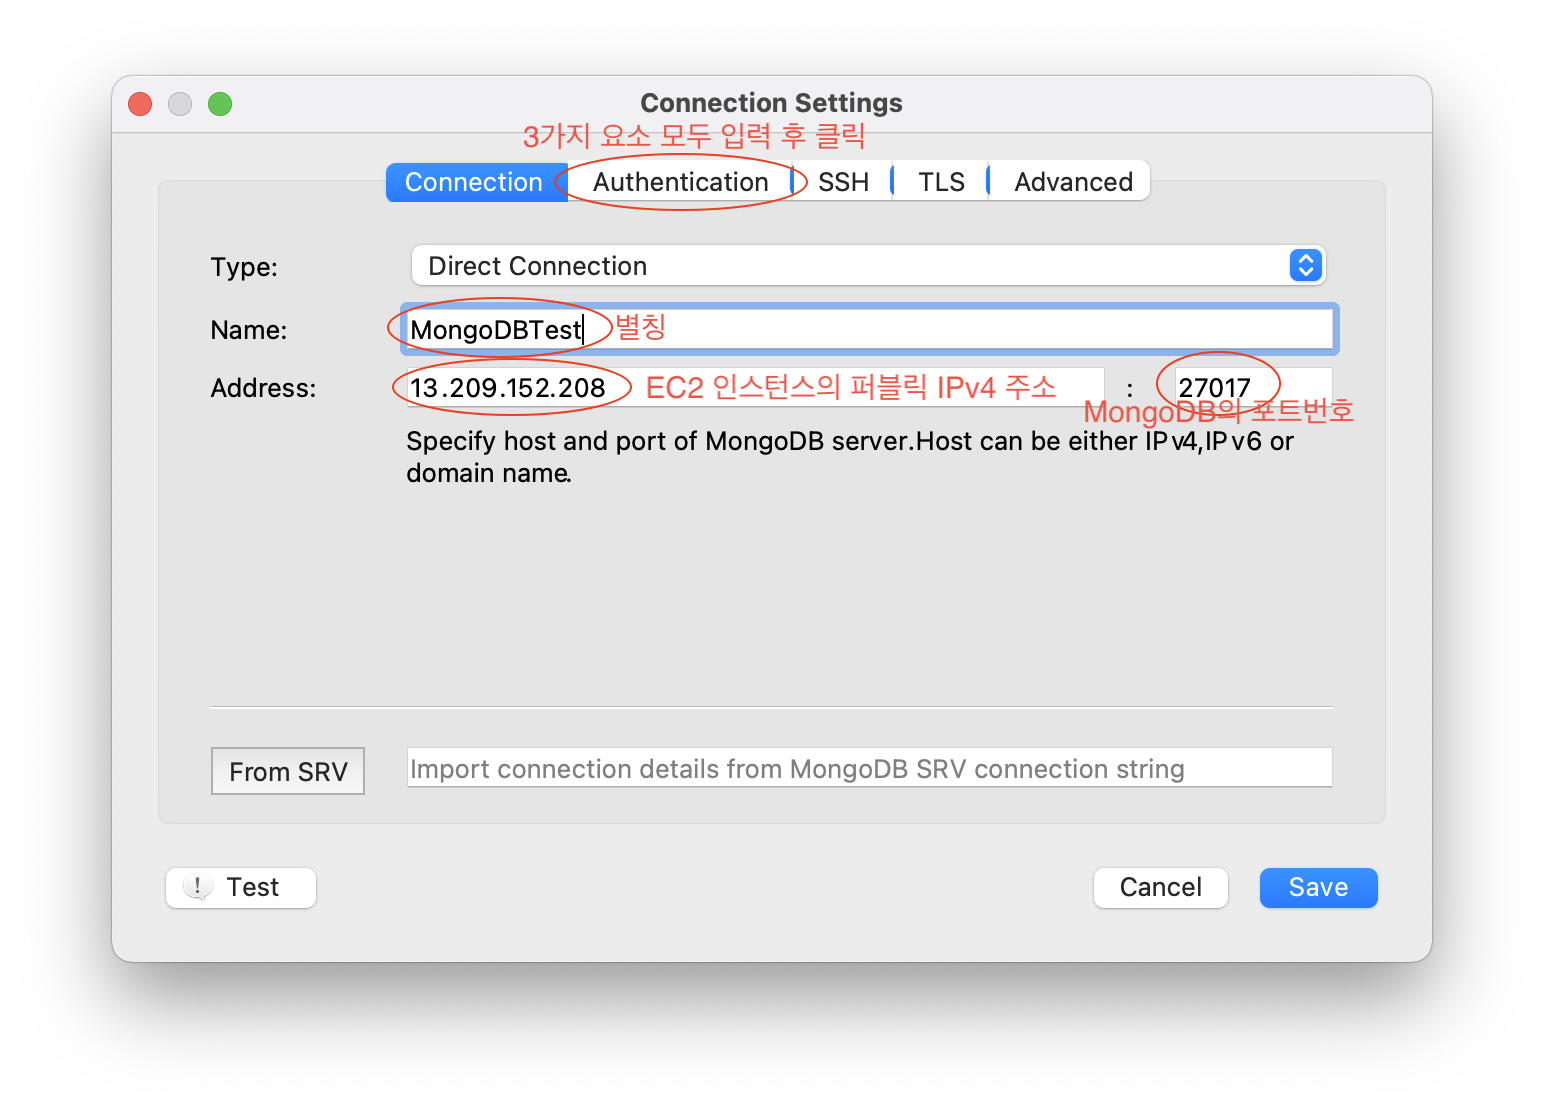 Connection Settings
3가지 요소 모두 입력 후 클릭
Connection Authentication SSH TLS Advanced
Type: Direct Connection
Name: MongoDBTest 별칭
Address: 13.209.152.208 EC2 인스턴스의 퍼블릭 IPv4 주소 : 27017
MongoDB의 포트번호
Specify host and port of MongoDB server.Host can be either IPv4,IPv6 or
domain name.
From SRV Import connection details from MongoDB SRV connection string
! Test Cancel Save